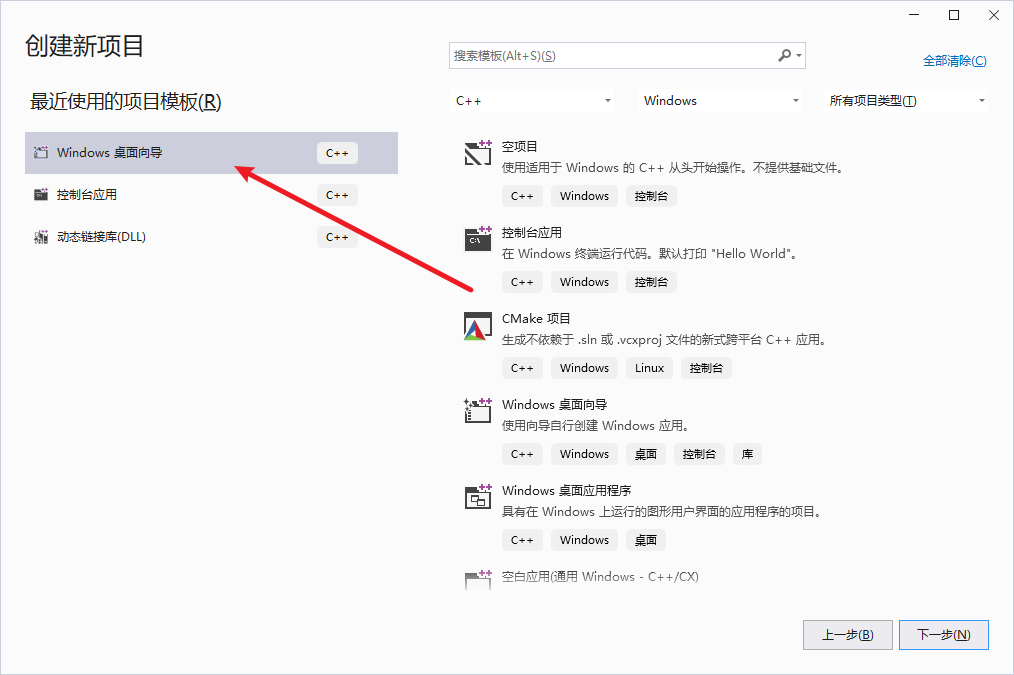 创建新项目
搜索模板(Alt+S)(S)
全部清除(C)
最近使用的项目模板(R)
C++
Windows
所有项目类型(T)
Windows 桌面向导
C++
控制台应用
C++
动态链接库(DLL)
C++
空项目
使用适用于 Windows 的 C++ 从头开始操作。不提供基础文件。
C++
Windows
控制台
控制台应用
在 Windows 终端运行代码。默认打印 "Hello World"。
C++
Windows
控制台
CMake 项目
生成不依赖于 .sln 或 .vcxproj 文件的新式跨平台 C++ 应用。
C++
Windows
Linux
控制台
Windows 桌面向导
使用向导自行创建 Windows 应用。
C++
Windows
桌面
控制台
库
Windows 桌面应用程序
具有在 Windows 上运行的图形用户界面的应用程序的项目。
C++
Windows
桌面
空白应用(通用 Windows - C++/CX)
上一步(B)
下一步(N)